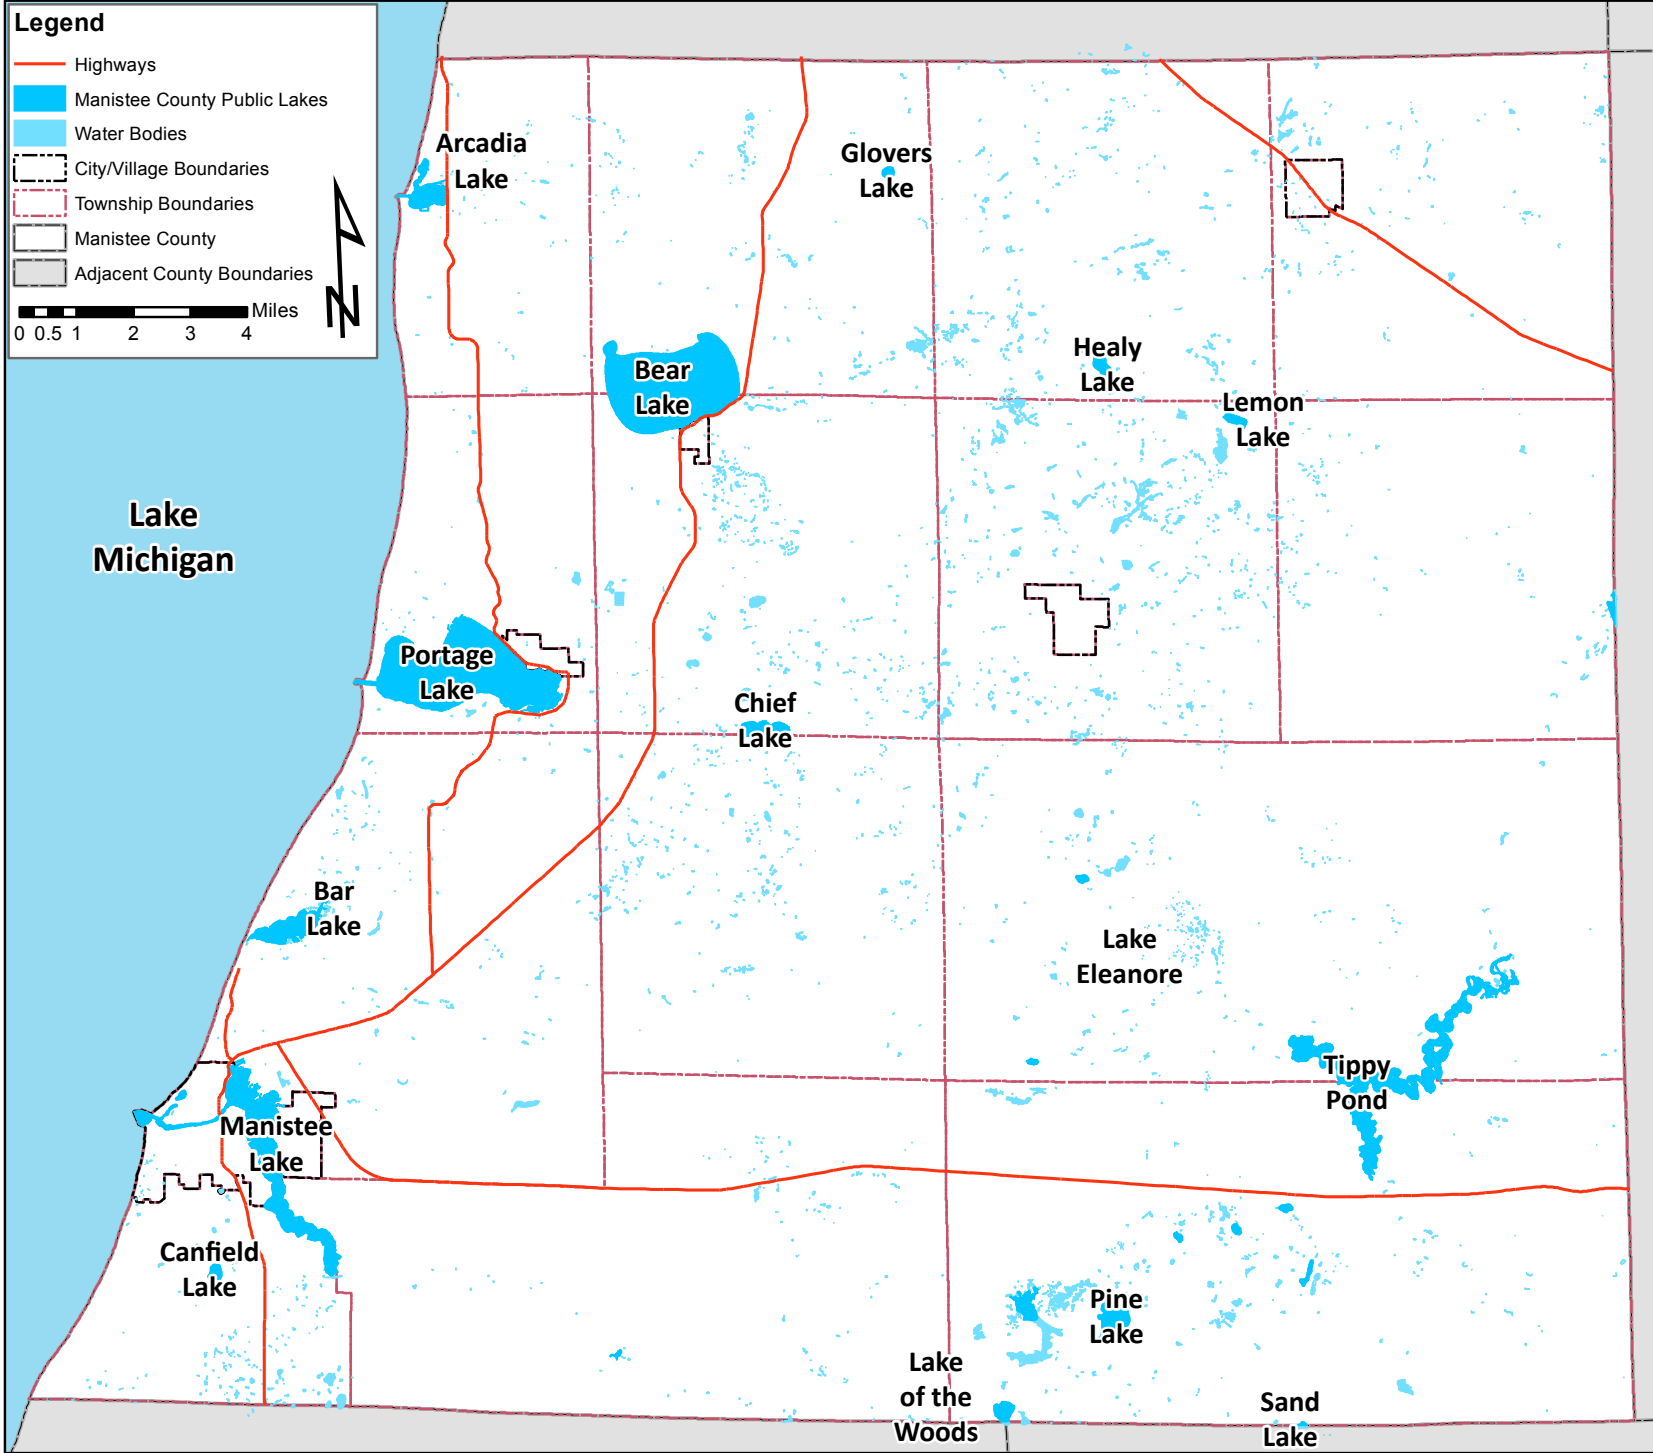 Legend
Highways
Manistee County Public Lakes
Water Bodies
City/Village Boundaries
Township Boundaries
Manistee County
Adjacent County Boundaries
Miles
0 0.5 1 2 3 4
N
Arcadia
Lake
Glovers
Lake
Bear
Lake
Healy
Lake
Lemon
Lake
Lake
Michigan
Portage
Lake
Chief
Lake
Bar
Lake
Lake
Eleanore
Tippy
Pond
Manistee
Lake
Canfield
Lake
Pine
Lake
Lake
of the
Woods
Sand
Lake